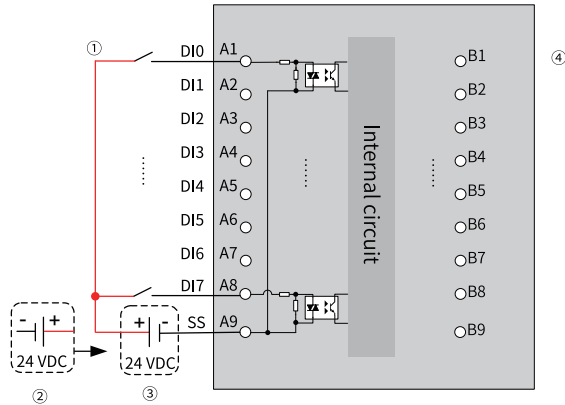 ①
④
DI0 A1 B1
DI1 A2 B2
DI2 A3 B3
DI3 A4 B4
DI4 A5 B5
DI5 A6 B6
DI6 A7 B7
DI7 A8 B8
SS A9 B9
Internal circuit
- +
24 VDC
②
+ -
24 VDC
③